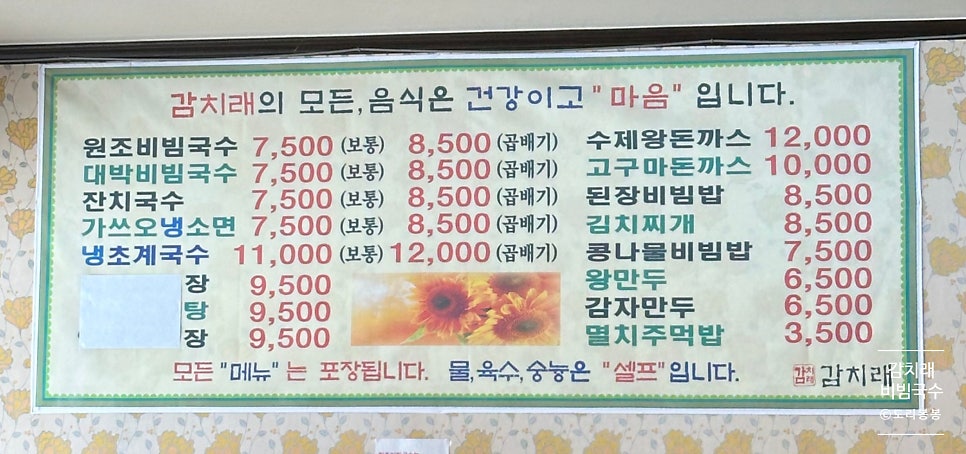 감치래의 모든, 음식은 건강이고 "마음" 입니다.
원조비빔국수 7,500 (보통) 8,500 (곱배기)
대박비빔국수 7,500 (보통) 8,500 (곱배기)
잔치국수 7,500 (보통) 8,500 (곱배기)
가쓰오냉소면 7,500 (보통) 8,500 (곱배기)
냉초계국수 11,000 (보통) 12,000 (곱배기)
장 9,500
탕 9,500
장 9,500
수제왕돈까스 12,000
고구마돈까스 10,000
된장비빔밥 8,500
김치찌개 8,500
콩나물비빔밥 7,500
왕만두 6,500
감자만두 6,500
멸치주먹밥 3,500
모든 "메뉴"는 포장됩니다. 물,육수,숭늉은 "셀프"입니다.
감치래 감치래
감치래
비빔국수
©도리봉봉